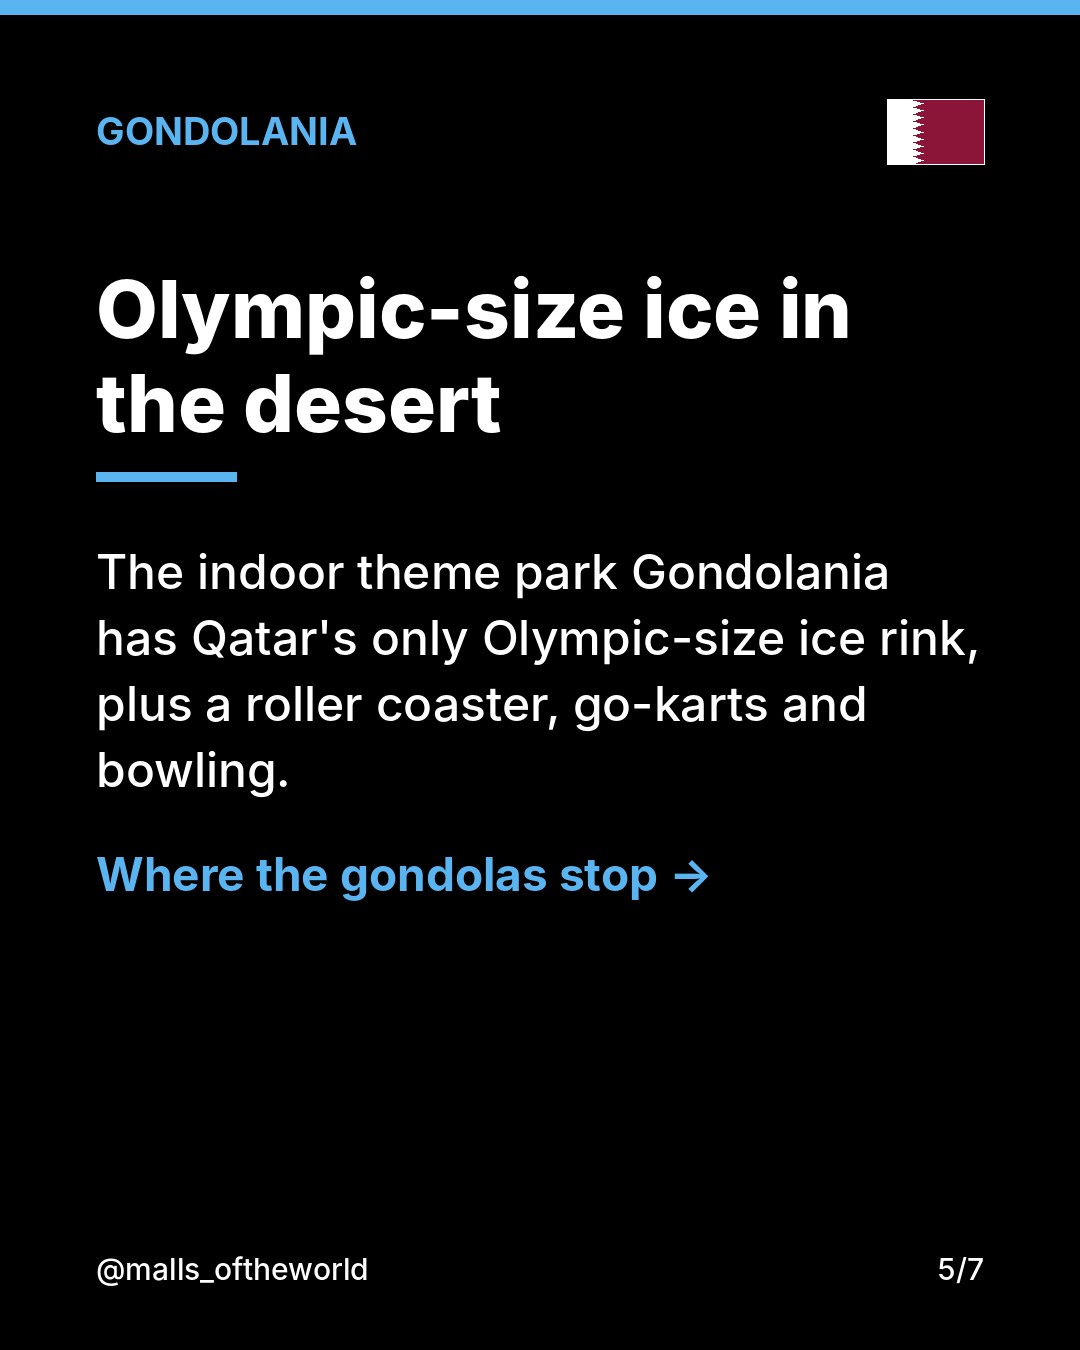 GONDOLANIA
Olympic-size ice in
the desert
The indoor theme park Gondolania
has Qatar's only Olympic-size ice rink,
plus a roller coaster, go-karts and
bowling.
Where the gondolas stop →
@malls_oftheworld
5/7